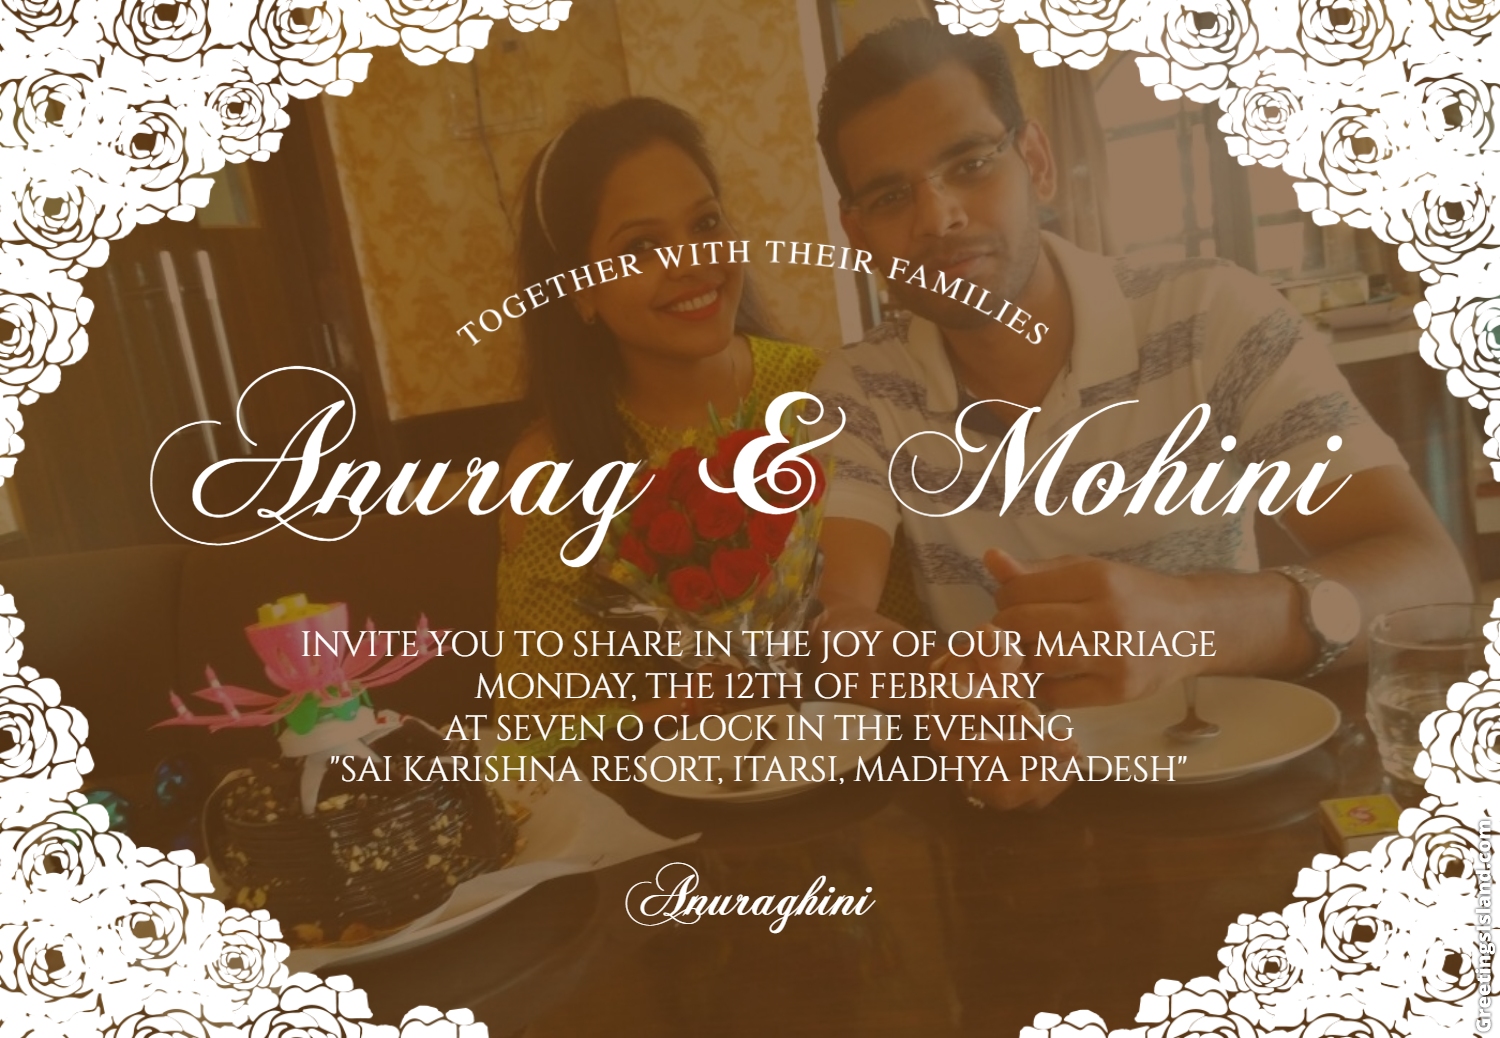 TOGETHER WITH THEIR FAMILIES
Anurag & Mohini
INVITE YOU TO SHARE IN THE JOY OF OUR MARRIAGE
MONDAY, THE 12TH OF FEBRUARY
AT SEVEN O CLOCK IN THE EVENING
"SAI KARISHNA RESORT, ITARSI, MADHYA PRADESH"
Anuraghini
GreetingsIsland.com